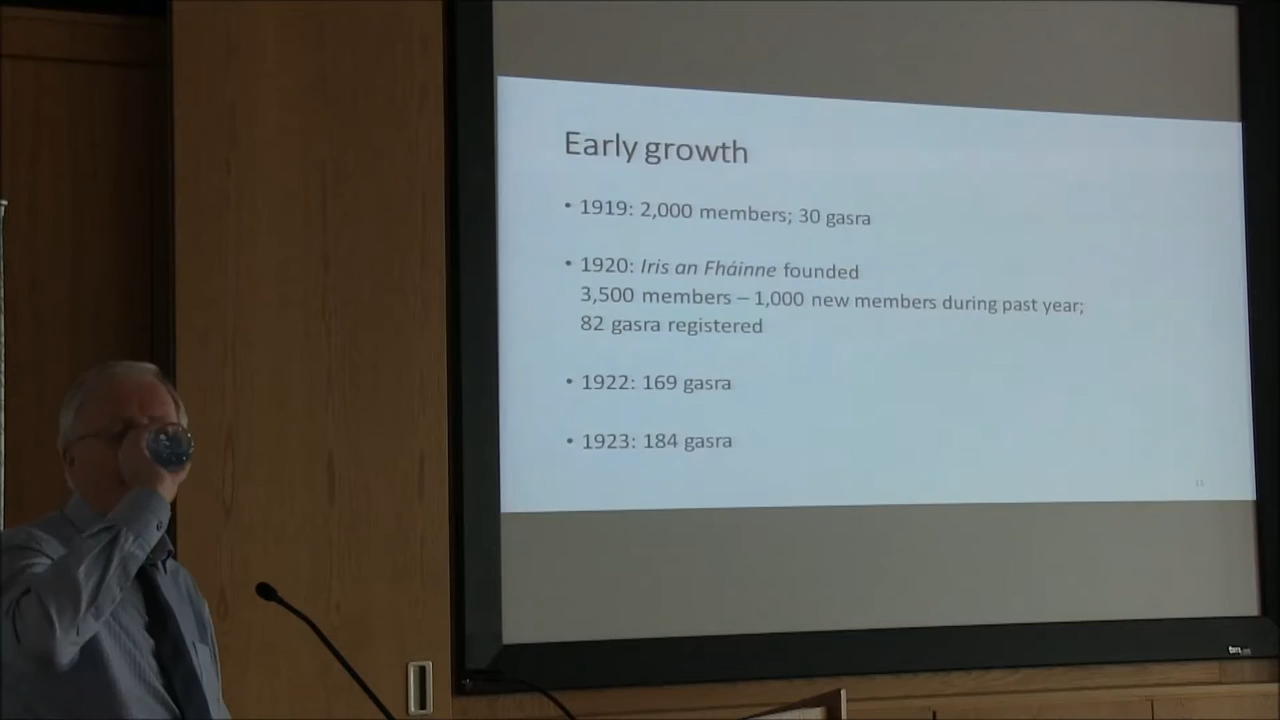 Early growth
• 1919: 2,000 members; 30 gasra
• 1920: Iris an Fháinne founded
3,500 members – 1,000 new members during past year;
82 gasra registered
• 1922: 169 gasra
• 1923: 184 gasra